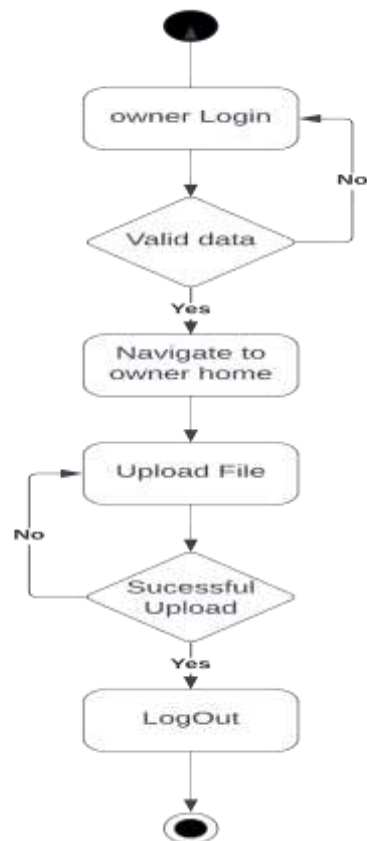 owner Login
No
Valid data
Yes
Navigate to
owner home
Upload File
No
Sucessful
Upload
Yes
LogOut